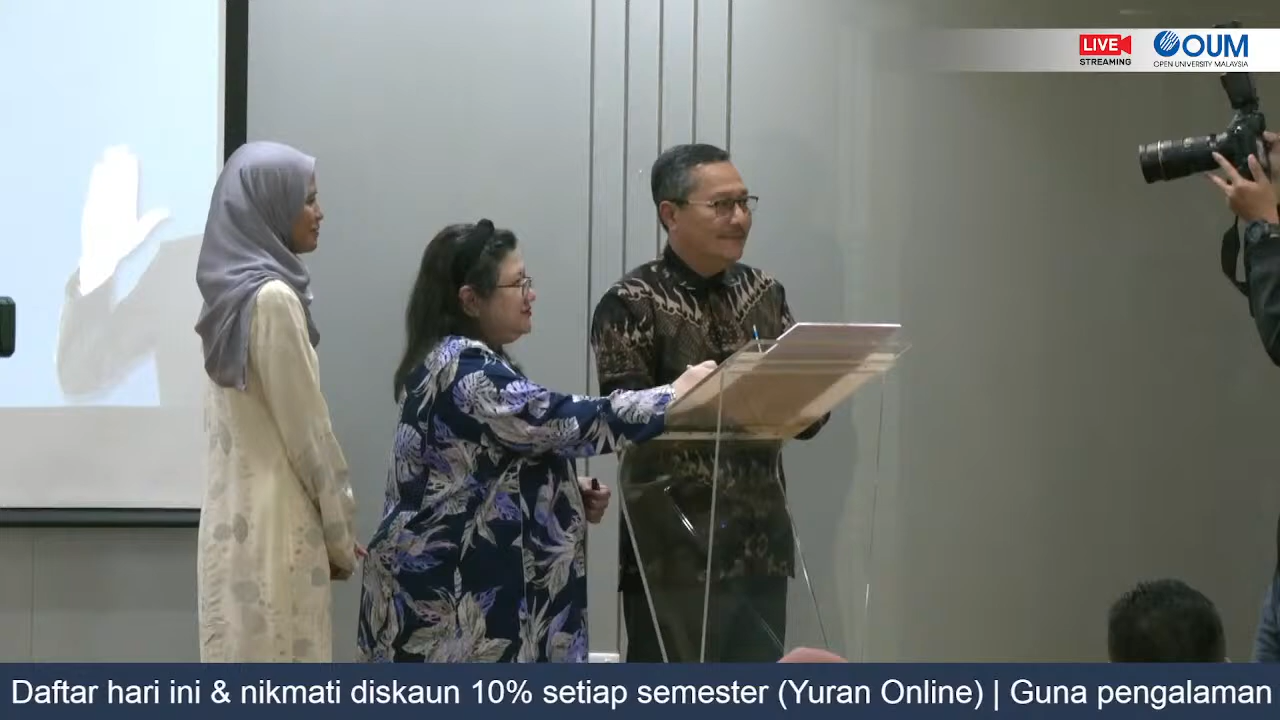 LIVE
STREAMING
OUM
OPEN UNIVERSITY MALAYSIA
Daftar hari ini & nikmati diskaun 10% setiap semester (Yuran Online) | Guna pengalaman